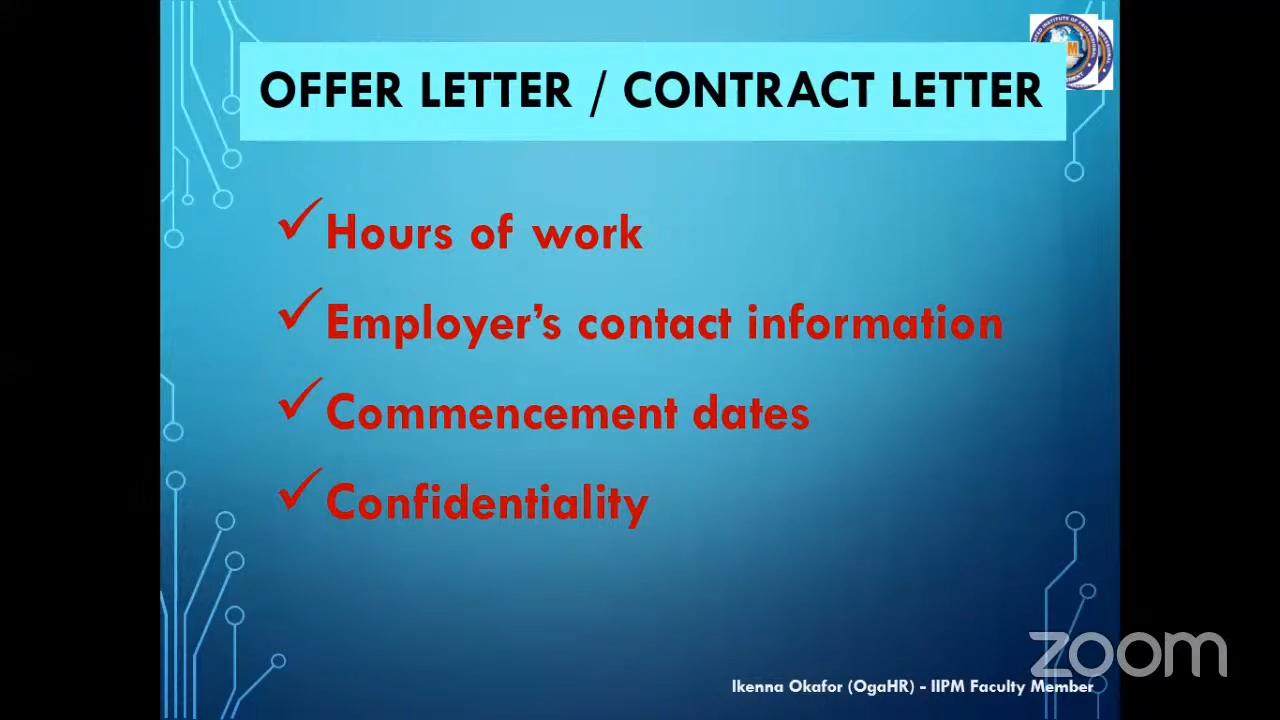 OFFER LETTER / CONTRACT LETTER
Hours of work
Employer’s contact information
Commencement dates
Confidentiality
zoom
Ikenna Okafor (OgaHR) - IIPM Faculty Member